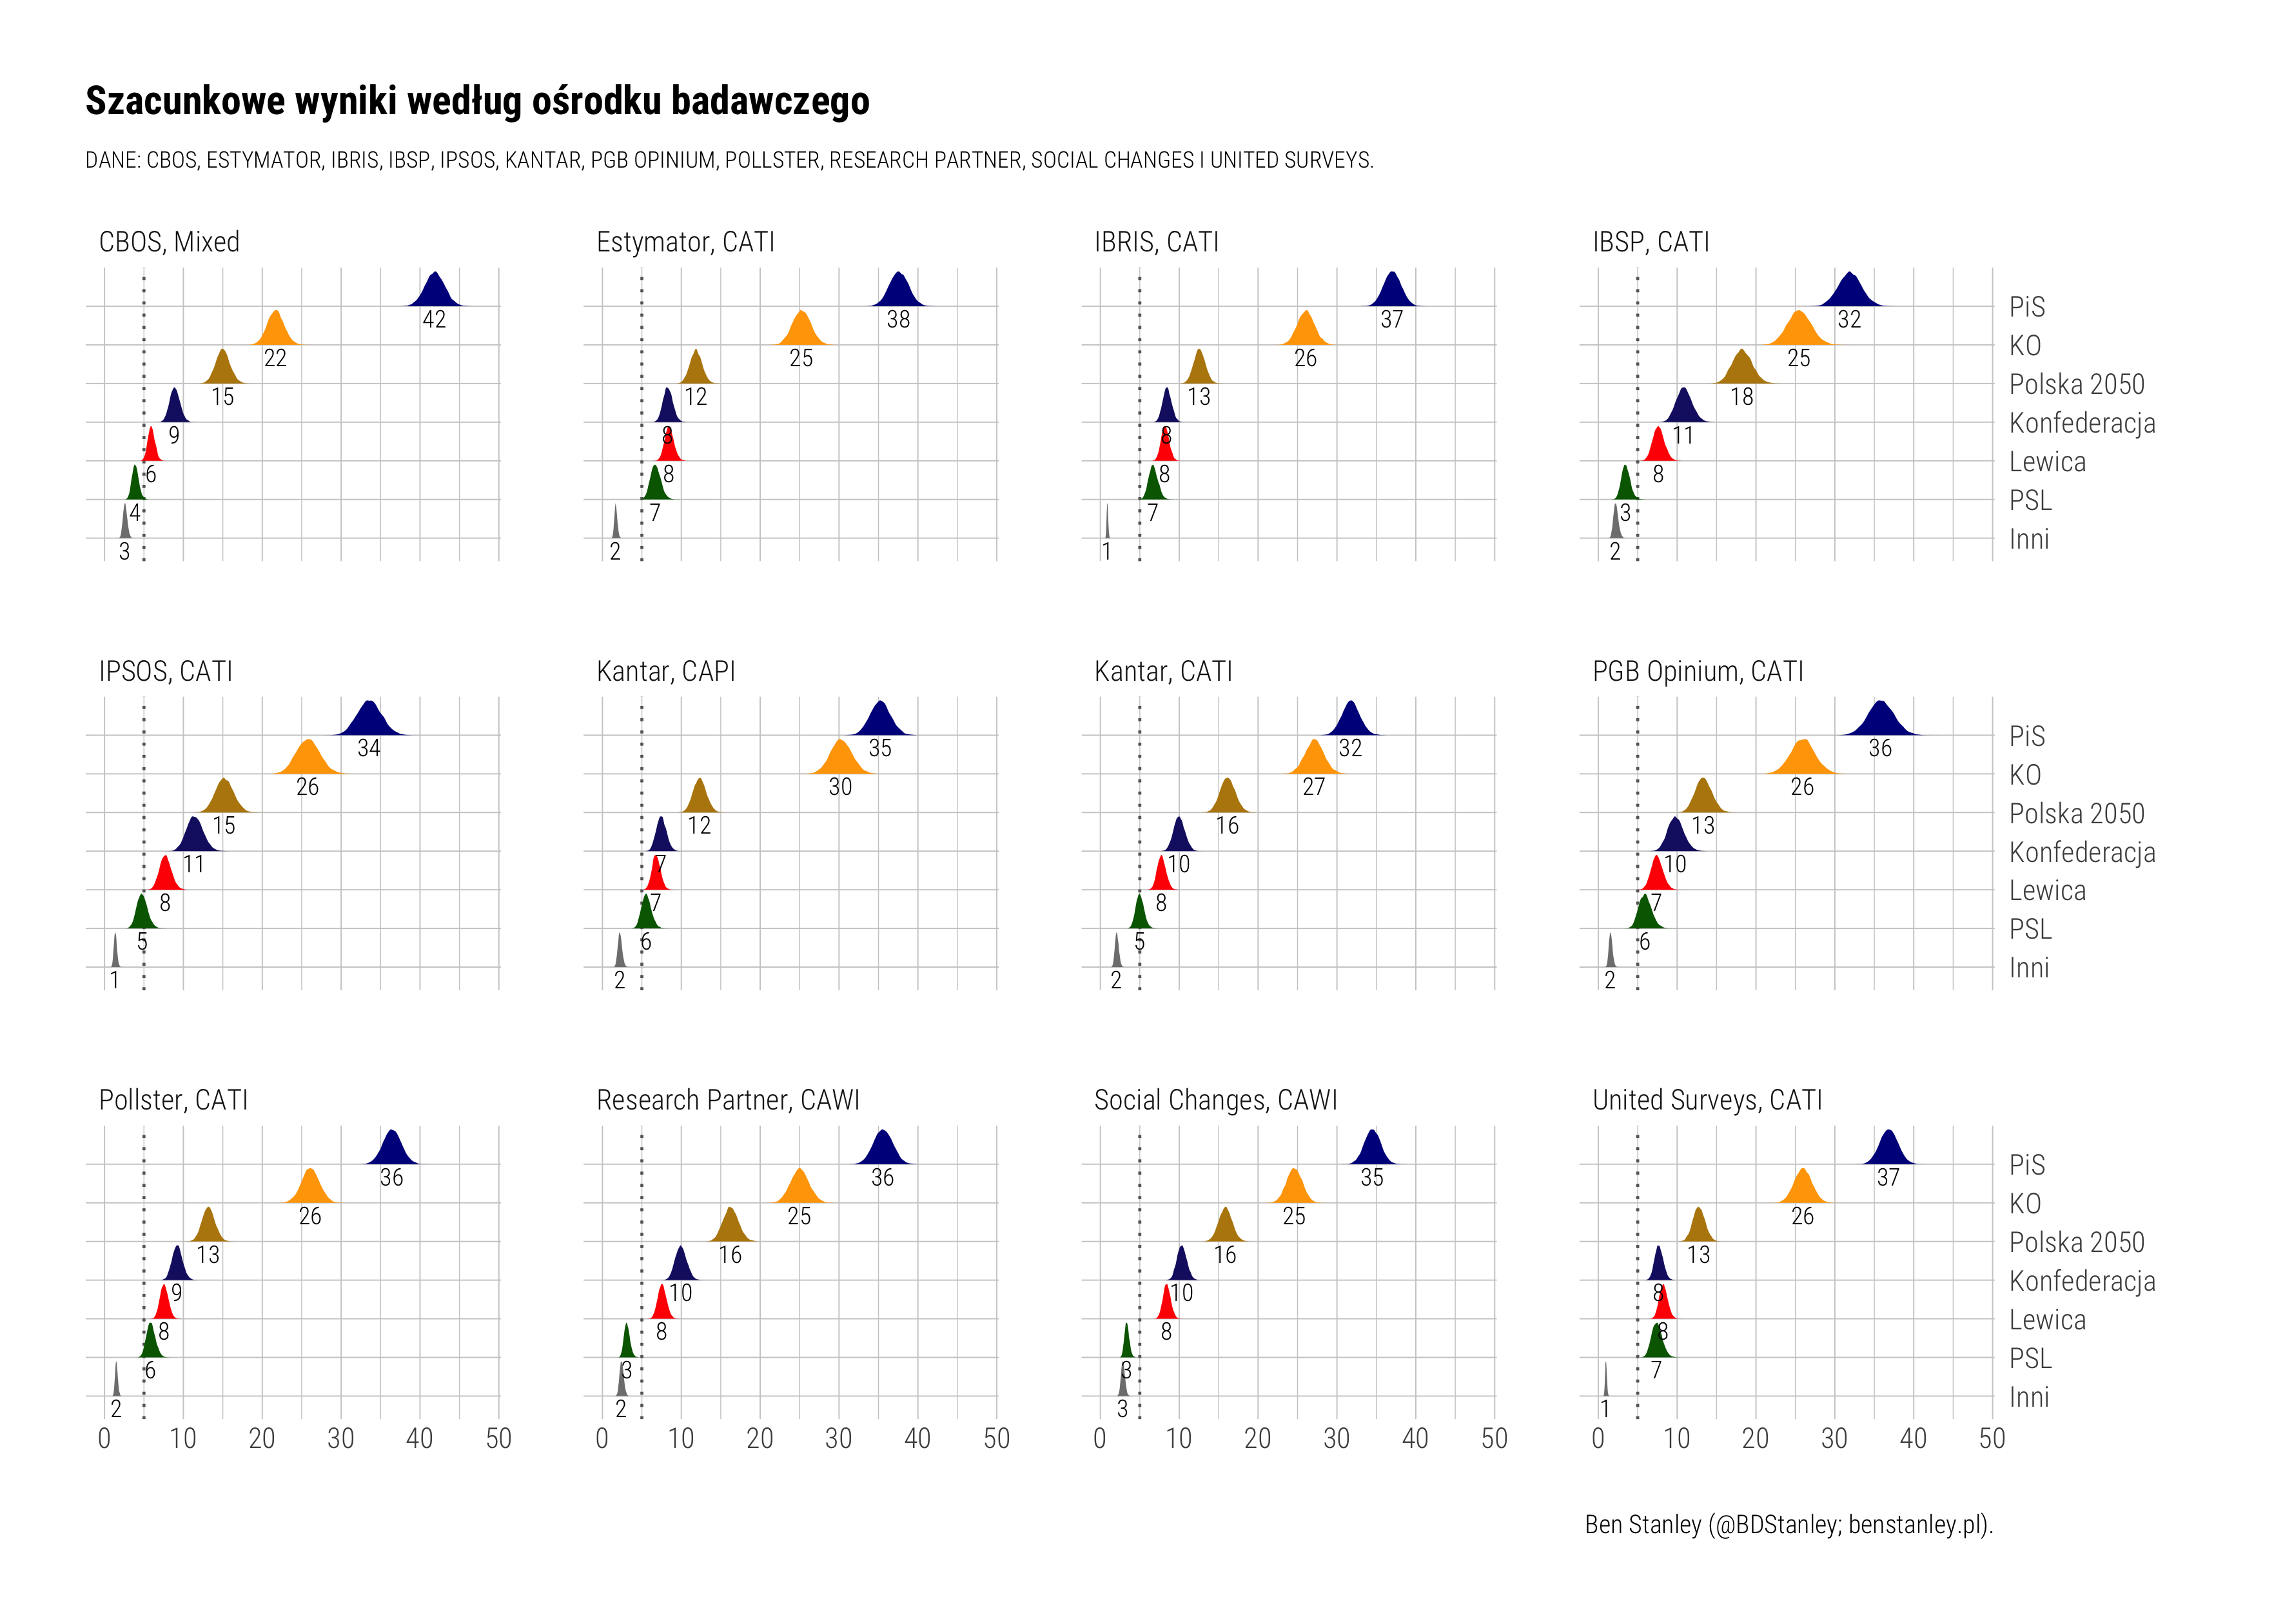 Szacunkowe wyniki według ośrodku badawczego
DANE: CBOS, ESTYMATOR, IBRIS, IBSP, IPSOS, KANTAR, PGB OPINIUM, POLLSTER, RESEARCH PARTNER, SOCIAL CHANGES I UNITED SURVEYS.
CBOS, Mixed
42
22
15
9
6
4
3
Estymator, CATI
38
25
12
8
8
7
2
IBRIS, CATI
37
26
13
8
8
7
1
IBSP, CATI
32
25
18
11
8
3
2
PiS
KO
Polska 2050
Konfederacja
Lewica
PSL
Inni
IPSOS, CATI
34
26
15
11
8
5
1
Kantar, CAPI
35
30
12
7
7
6
2
Kantar, CATI
32
27
16
10
8
5
2
PGB Opinium, CATI
36
26
13
10
7
6
2
PiS
KO
Polska 2050
Konfederacja
Lewica
PSL
Inni
Pollster, CATI
36
26
13
9
8
6
2
0 10 20 30 40 50
Research Partner, CAWI
36
25
16
10
8
3
2
0 10 20 30 40 50
Social Changes, CAWI
35
25
16
10
8
3
3
0 10 20 30 40 50
United Surveys, CATI
37
26
13
8
8
7
1
0 10 20 30 40 50
PiS
KO
Polska 2050
Konfederacja
Lewica
PSL
Inni
Ben Stanley (@BDStanley; benstanley.pl).